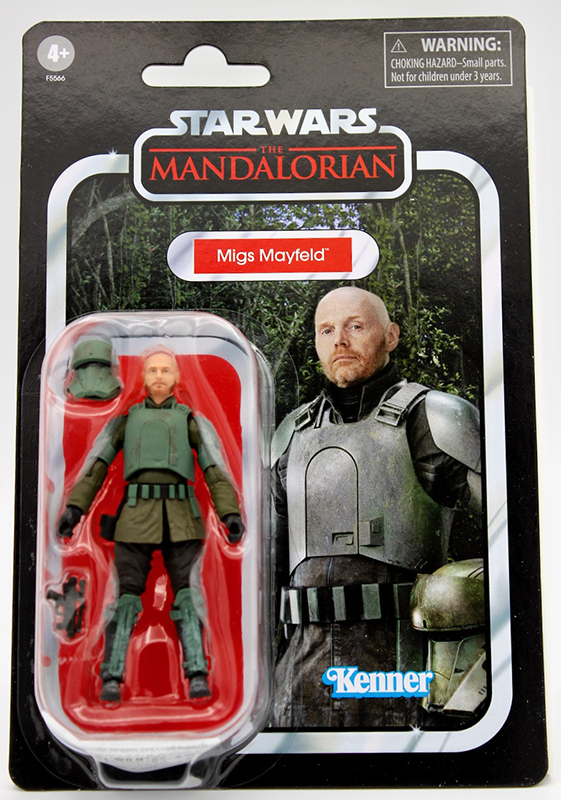 4+
F5566
⚠ WARNING:
CHOKING HAZARD–Small parts.
Not for children under 3 years.
STAR WARS
THE
MANDALORIAN
Migs Mayfeld™
Kenner